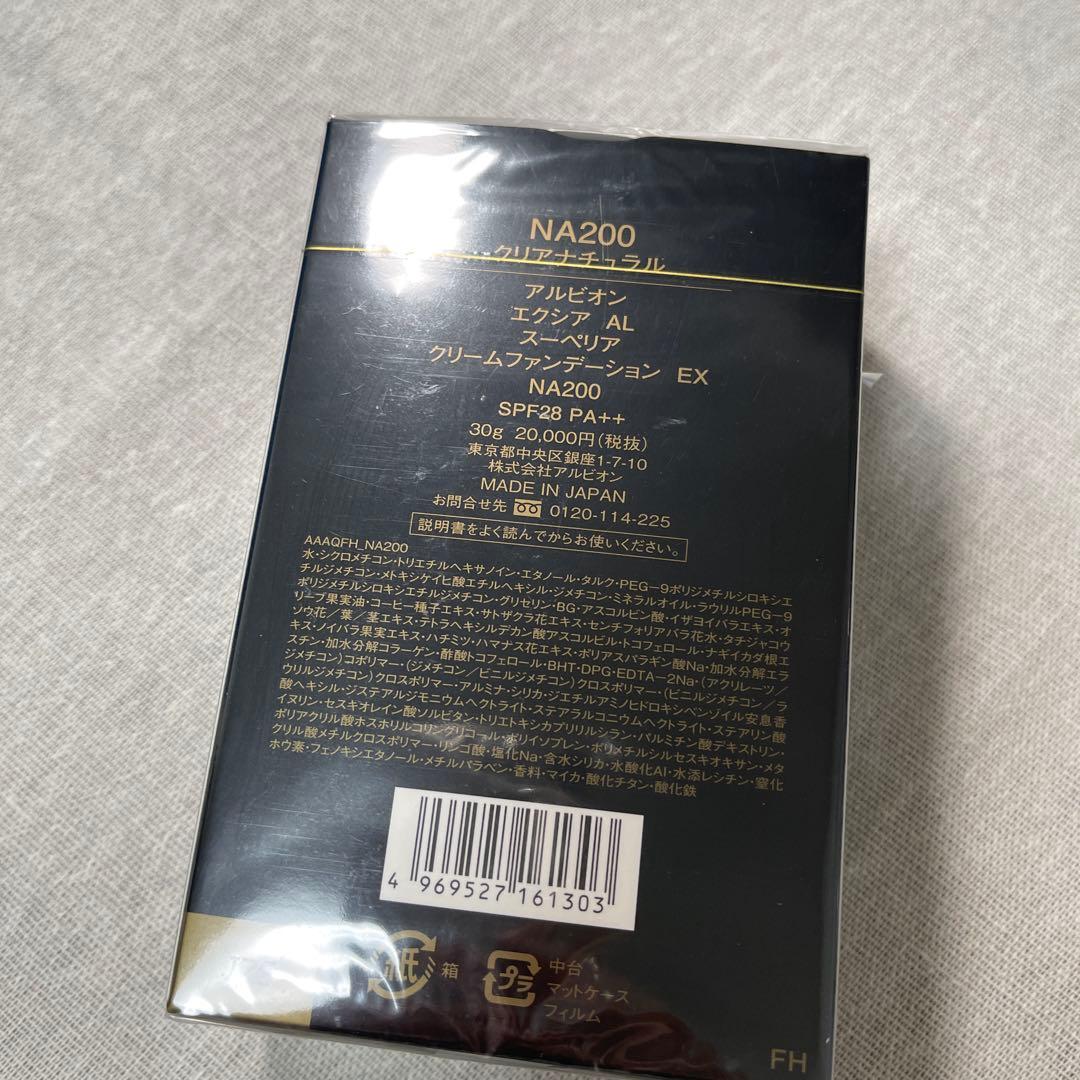 NA200
クリアナチュラル
アルビオン
エクシア AL
スーペリア
クリームファンデーション EX
NA200
SPF28 PA++
30g 20,000円(税抜)
東京都中央区銀座1-7-10
株式会社アルビオン
MADE IN JAPAN
お問合せ先 0120-114-225
説明書をよく読んでからお使いください。
AAAQFH_NA200
水・シクロメチコン・トリエチルヘキサノイン・エタノール・タルク・PEG-9ポリジメチルシロキシエ
チルジメチコン・メトキシケイヒ酸エチルヘキシル・ジメチコン・ミネラルオイル・ラウリルPEG-9
ポリジメチルシロキシエチルジメチコン・グリセリン・BG・アスコルビン酸・イザヨイバラエキス・オ
リーブ果実油・コーヒー種子エキス・サトザクラ花エキス・センチフォリアバラ花水・タチジャコウ
ソウ花/葉/茎エキス・テトラヘキシルデカン酸アスコルビル・トコフェロール・ナギイカダ根エ
キス・ノイバラ果実エキス・ハチミツ・ハマナス花エキス・ポリアスパラギン酸Na・加水分解エラ
スチン・加水分解コラーゲン・酢酸トコフェロール・BHT・DPG・EDTA-2Na・(アクリレーツ/
ジメチコン)コポリマー・(ジメチコン/ビニルジメチコン)クロスポリマー・(ビニルジメチコン/ラ
ウリルジメチコン)クロスポリマー・アルミナ・シリカ・ジエチルアミノヒドロキシベンゾイル安息香
酸ヘキシル・ジステアルジモニウムヘクトライト・ステアラルコニウムヘクトライト・ステアリン酸
イヌリン・セスキオレイン酸ソルビタン・トリエトキシカプリリルシラン・パルミチン酸デキストリン・
ポリアクリル酸ホスホリルコリングリコール・ポリイソプレン・ポリメチルシルセスキオキサン・メタ
クリル酸メチルクロスポリマー・リンゴ酸・塩化Na・含水シリカ・水酸化Al・水添レシチン・窒化
ホウ素・フェノキシエタノール・メチルパラベン・香料・マイカ・酸化チタン・酸化鉄
4 969527 161303
紙 箱
プラ 中台
マットケース
フィルム
FH